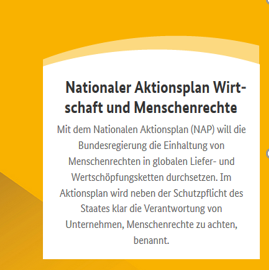 Nationaler Aktionsplan Wirt-
schaft und Menschenrechte
Mit dem Nationalen Aktionsplan (NAP) will die
Bundesregierung die Einhaltung von
Menschenrechten in globalen Liefer- und
Wertschöpfungsketten durchsetzen. Im
Aktionsplan wird neben der Schutzpflicht des
Staates klar die Verantwortung von
Unternehmen, Menschenrechte zu achten,
benannt.